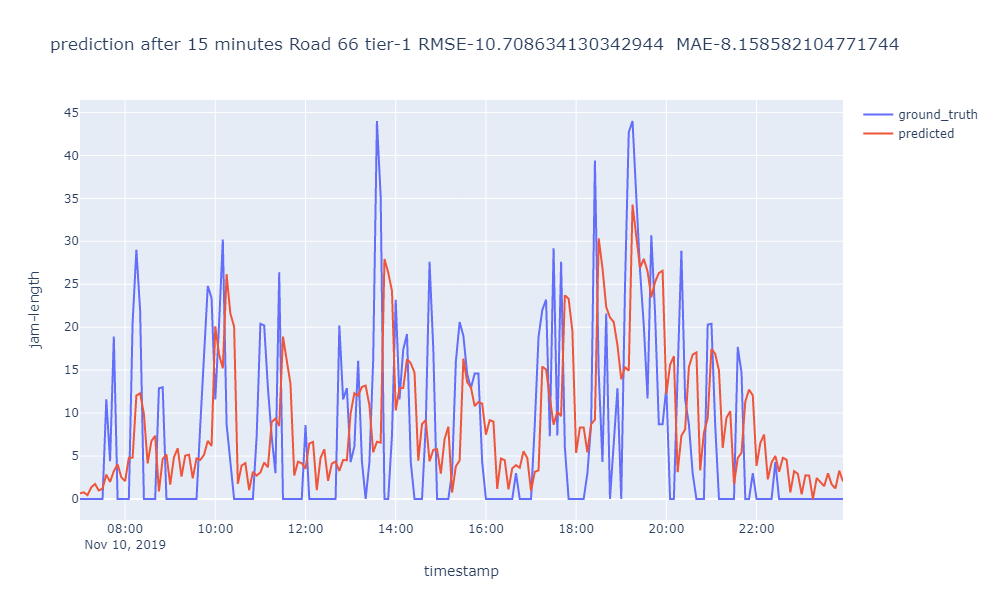 prediction after 15 minutes Road 66 tier-1 RMSE-10.708634130342944  MAE-8.158582104771744
ground_truth
predicted
45
40
35
30
25
20
15
10
5
0
jam-length
08:00 10:00 12:00 14:00 16:00 18:00 20:00 22:00
Nov 10, 2019
timestamp